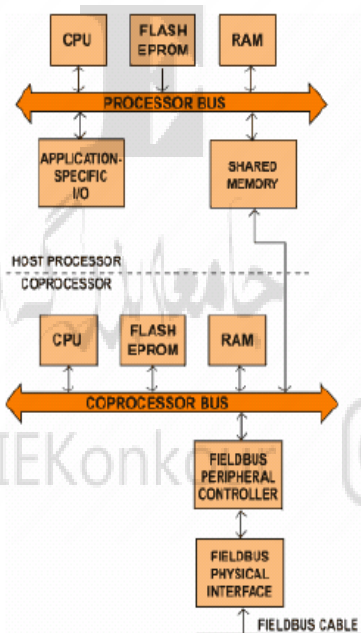 CPU
FLASH
EPROM
RAM
PROCESSOR BUS
APPLICATION-
SPECIFIC
I/O
SHARED
MEMORY
HOST PROCESSOR
COPROCESSOR
CPU
FLASH
EPROM
RAM
COPROCESSOR BUS
IEKonkour
FIELDBUS
PERIPHERAL
CONTROLLER
FIELDBUS
PHYSICAL
INTERFACE
FIELDBUS CABLE